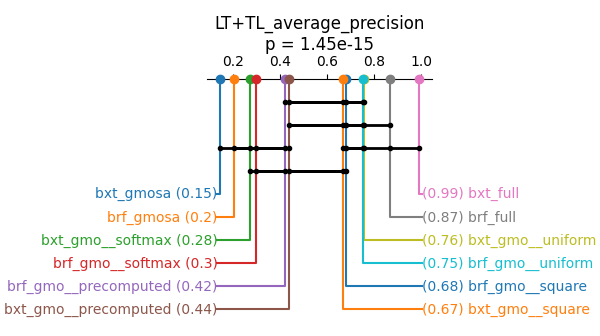 LT+TL_average_precision
p = 1.45e-15
0.2 0.4 0.6 0.8 1.0
bxt_gmosa (0.15) (0.99) bxt_full
brf_gmo (0.2) (0.87) brf_full
bxt_gmo__softmax (0.28) (0.76) bxt_gmo__uniform
brf_gmo__softmax (0.3) (0.75) brf_gmo__uniform
brf_gmo__precomputed (0.42) (0.68) brf_gmo__square
bxt_gmo__precomputed (0.44) (0.67) bxt_gmo__square